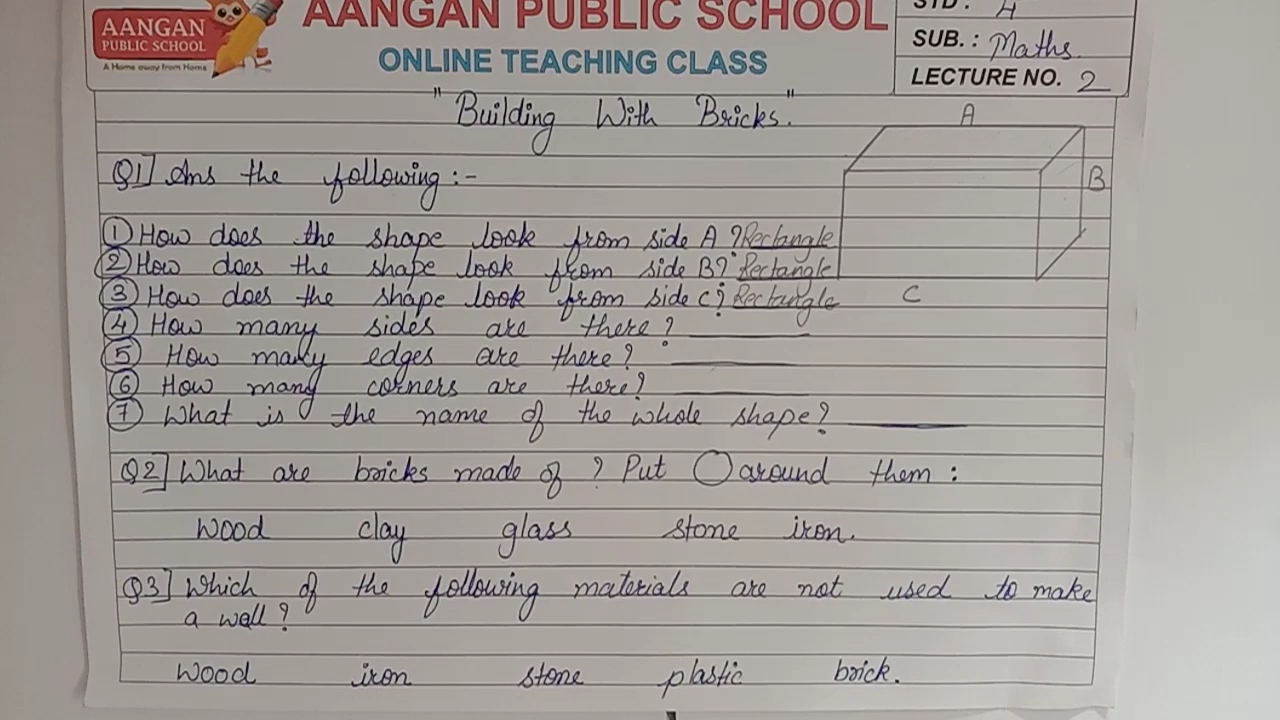 AANGAN
PUBLIC SCHOOL
A Home away from Home
AANGAN PUBLIC SCHOOL
ONLINE TEACHING CLASS
STD : 4
SUB. : Maths.
LECTURE NO. 2
"Building With Bricks."
A
B
C
Q1] Ans the following :-
1 How does the shape look from side A ? Rectangle
2 How does the shape look from side B? Rectangle
3 How does the shape look from side C? Rectangle
4 How many sides are there ?
5 How many edges are there ?
6 How many corners are there?
7 What is the name of the whole shape?
Q2] What are bricks made of ? Put ◯ around them :
wood clay glass stone iron.
Q3] Which of the following materials are not used to make
a wall ?
wood iron stone plastic brick.